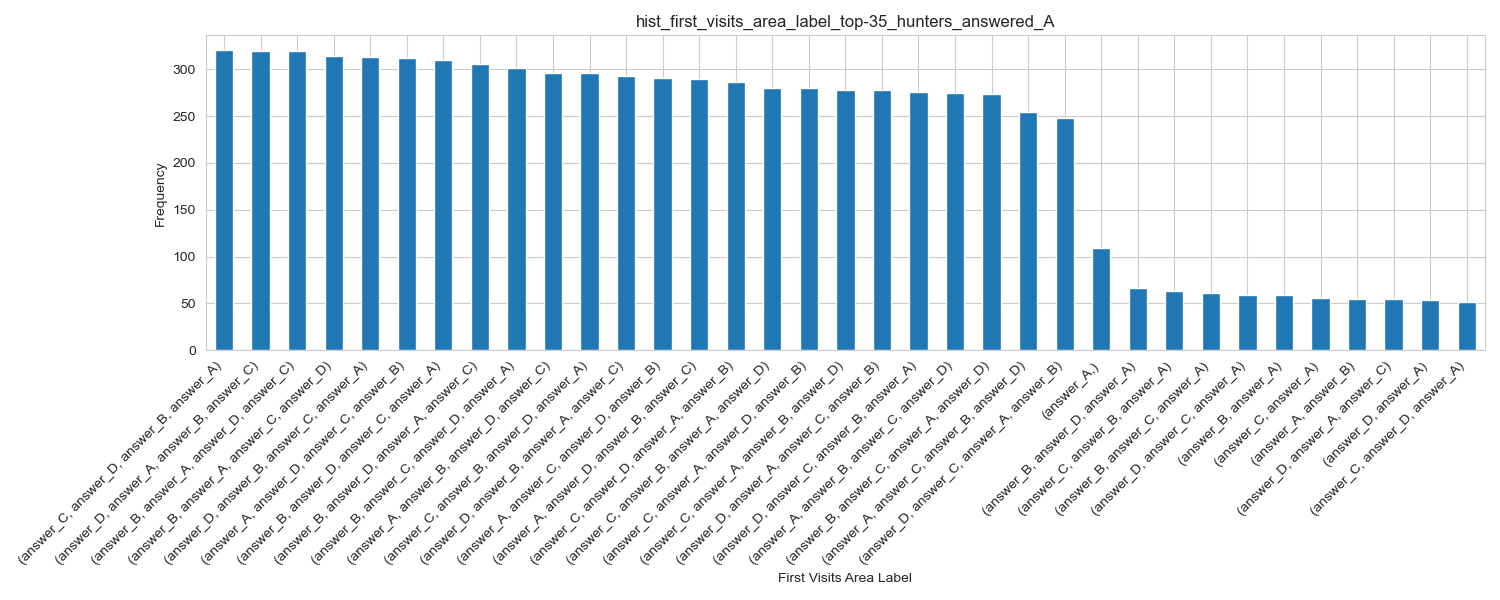 hist_first_visits_area_label_top-35_hunters_answered_A
Frequency
300
250
200
150
100
50
0
(answer_C, answer_D, answer_B, answer_A)
(answer_D, answer_A, answer_B, answer_C)
(answer_B, answer_A, answer_D, answer_C)
(answer_B, answer_A, answer_C, answer_D)
(answer_D, answer_B, answer_C, answer_A)
(answer_A, answer_D, answer_C, answer_B)
(answer_B, answer_D, answer_C, answer_A)
(answer_B, answer_D, answer_A, answer_C)
(answer_B, answer_C, answer_D, answer_A)
(answer_A, answer_B, answer_D, answer_C)
(answer_C, answer_B, answer_D, answer_A)
(answer_D, answer_B, answer_A, answer_C)
(answer_A, answer_C, answer_D, answer_B)
(answer_A, answer_D, answer_B, answer_C)
(answer_C, answer_D, answer_A, answer_B)
(answer_C, answer_B, answer_A, answer_D)
(answer_C, answer_A, answer_D, answer_B)
(answer_C, answer_A, answer_B, answer_D)
(answer_D, answer_A, answer_C, answer_B)
(answer_D, answer_C, answer_B, answer_A)
(answer_A, answer_B, answer_C, answer_D)
(answer_B, answer_C, answer_A, answer_D)
(answer_A, answer_C, answer_B, answer_D)
(answer_D, answer_C, answer_A, answer_B)
(answer_A,)
(answer_B, answer_D, answer_A)
(answer_C, answer_B, answer_A)
(answer_B, answer_C, answer_A)
(answer_D, answer_C, answer_A)
(answer_B, answer_A)
(answer_C, answer_A)
(answer_A, answer_B)
(answer_D, answer_A, answer_C)
(answer_D, answer_A)
(answer_C, answer_D, answer_A)
First Visits Area Label